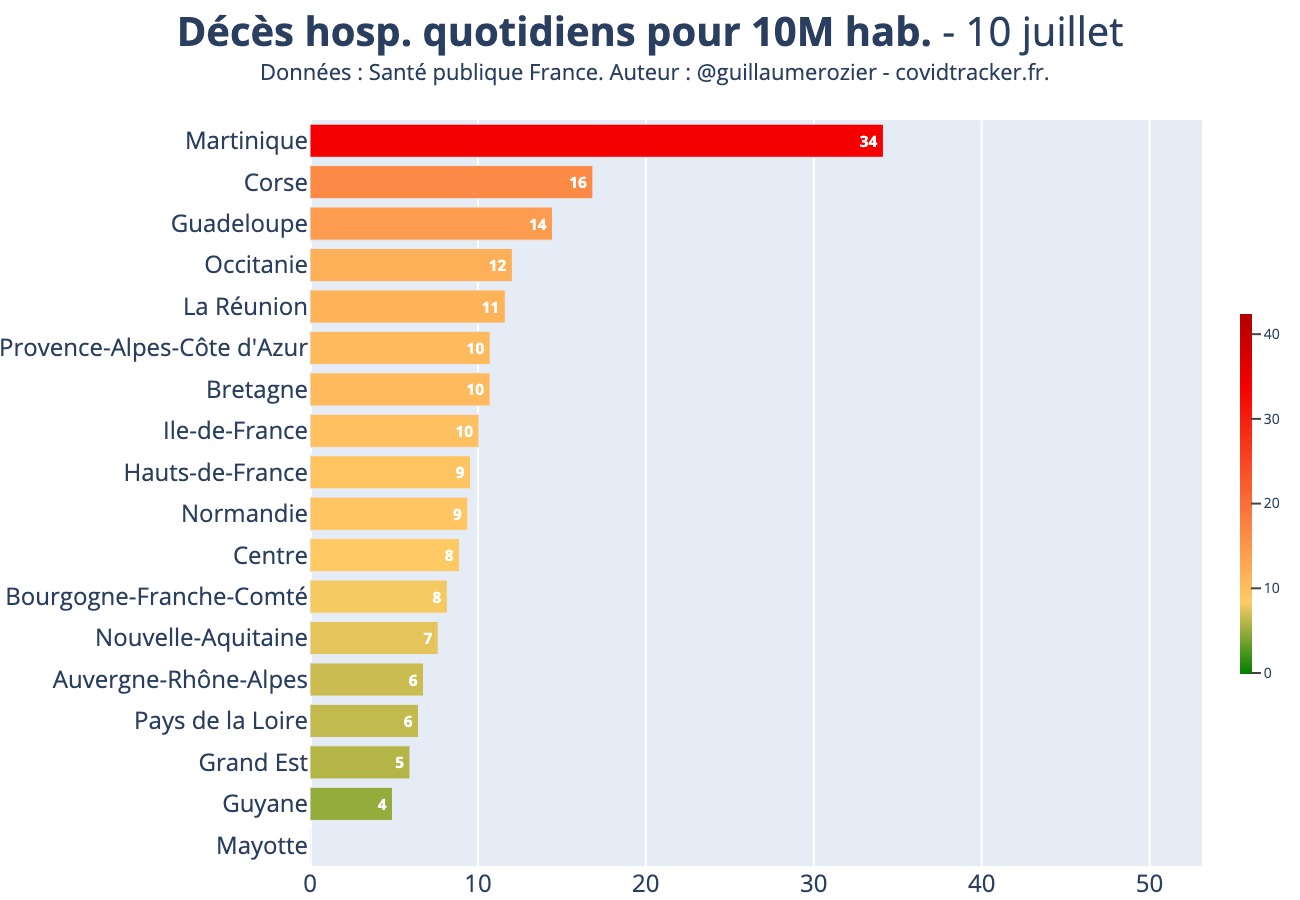 Décès hosp. quotidiens pour 10M hab. - 10 juillet
Données : Santé publique France. Auteur : @guillaumerozier - covidtracker.fr.
Martinique 34
Corse 16
Guadeloupe 14
Occitanie 12
La Réunion 11
Provence-Alpes-Côte d'Azur 10
Bretagne 10
Ile-de-France 10
Hauts-de-France 9
Normandie 9
Centre 8
Bourgogne-Franche-Comté 8
Nouvelle-Aquitaine 7
Auvergne-Rhône-Alpes 6
Pays de la Loire 6
Grand Est 5
Guyane 4
Mayotte
0 10 20 30 40 50
40
30
20
10
0